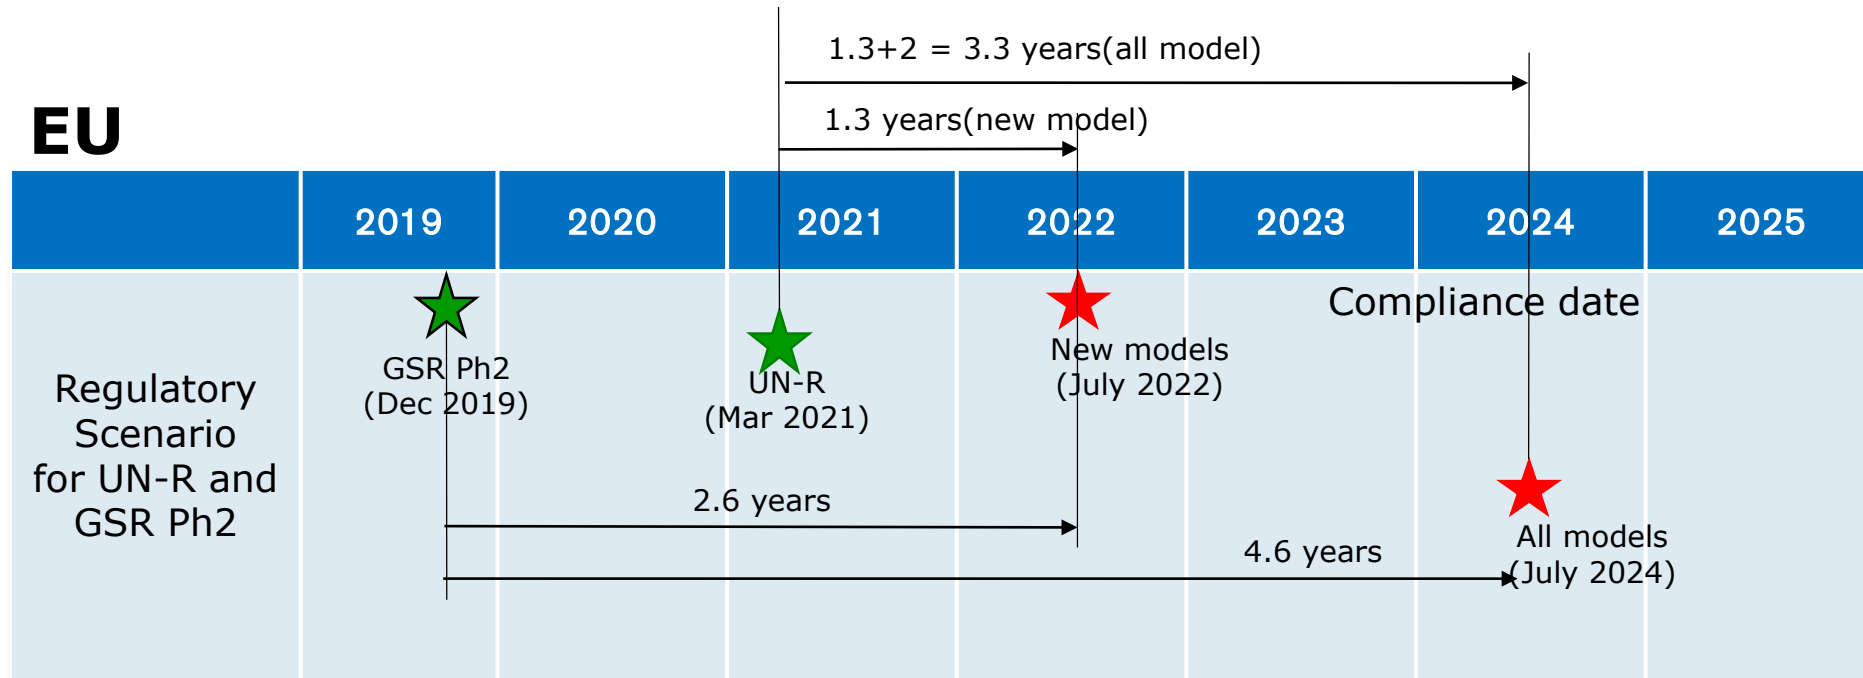 1.3+2 = 3.3 years(all model)
1.3 years(new model)
EU
2019 2020 2021 2022 2023 2024 2025
Compliance date
GSR Ph2
(Dec 2019)
UN-R
(Mar 2021)
New models
(July 2022)
Regulatory
Scenario
for UN-R and
GSR Ph2
2.6 years
4.6 years
All models
(July 2024)